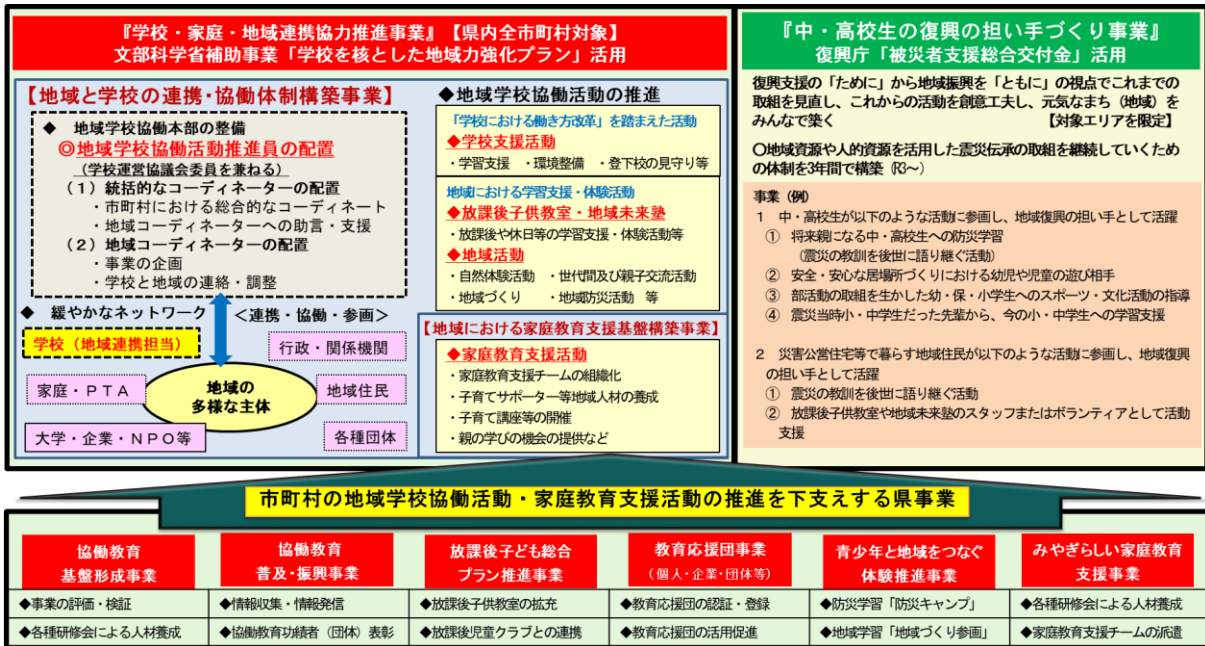 『学校・家庭・地域連携協力推進事業』【県内全市町村対象】
文部科学省補助事業「学校を核とした地域力強化プラン」活用
【地域と学校の連携・協働体制構築事業】
◆ 地域学校協働本部の整備
◎地域学校協働活動推進員の配置
（学校運営協議会委員を兼ねる）
（１）統括的なコーディネーターの配置
・市町村における総合的なコーディネート
・地域コーディネーターへの助言・支援
（２）地域コーディネーターの配置
・事業の企画
・学校と地域の連絡・調整
◆ 緩やかなネットワーク
＜連携・協働・参画＞
学校（地域連携担当）
行政・関係機関
家庭・ＰＴＡ
地域の
多様な主体
地域住民
大学・企業・ＮＰＯ等
各種団体
◆地域学校協働活動の推進
「学校における働き方改革」を踏まえた活動
◆学校支援活動
・学習支援 ・環境整備 ・登下校の見守り等
地域における学習支援・体験活動
◆放課後子供教室・地域未来塾
・放課後や休日等の学習支援・体験活動等
◆地域活動
・自然体験活動 ・世代間及び親子交流活動
・地域づくり ・地域防災活動 等
【地域における家庭教育支援基盤構築事業】
◆家庭教育支援活動
・家庭教育支援チームの組織化
・子育てサポーター等地域人材の養成
・子育て講座等の開催
・親の学びの機会の提供など
『中・高校生の復興の担い手づくり事業』
復興庁「被災者支援総合交付金」活用
復興支援の「ために」から地域振興を「ともに」の視点でこれまでの
取組を見直し、これからの活動を創意工夫し、元気なまち（地域）を
みんなで築く 【対象エリアを限定】
〇地域資源や人的資源を活用した震災伝承の取組を継続していくため
の体制を3年間で構築（R3～）
事業（例）
１ 中・高校生が以下のような活動に参画し、地域復興の担い手として活躍
① 将来親になる中・高校生への防災学習
（震災の教訓を後世に語り継ぐ活動）
② 安全・安心な居場所づくりにおける幼児や児童の遊び相手
③ 部活動の取組を生かした幼・保・小学生へのスポーツ・文化活動の指導
④ 震災当時小・中学生だった先輩から、今の小・中学生への学習支援
２ 災害公営住宅等で暮らす地域住民が以下のような活動に参画し、地域復興
の担い手として活躍
① 震災の教訓を後世に語り継ぐ活動
② 放課後子供教室や地域未来塾のスタッフまたはボランティアとして活動
支援
市町村の地域学校協働活動・家庭教育支援活動の推進を下支えする県事業
協働教育
基盤形成事業
◆事業の評価・検証
◆各種研修会による人材養成
協働教育
普及・振興事業
◆情報収集・情報発信
◆協働教育功績者（団体）表彰
放課後子ども総合
プラン推進事業
◆放課後子供教室の拡充
◆放課後児童クラブとの連携
教育応援団事業
（個人・企業・団体等）
◆教育応援団の認証・登録
◆教育応援団の活用促進
青少年と地域をつなぐ
体験推進事業
◆防災学習「防災キャンプ」
◆地域学習「地域づくり参画」
みやぎらしい家庭教育
支援事業
◆各種研修会による人材養成
◆家庭教育支援チームの派遣